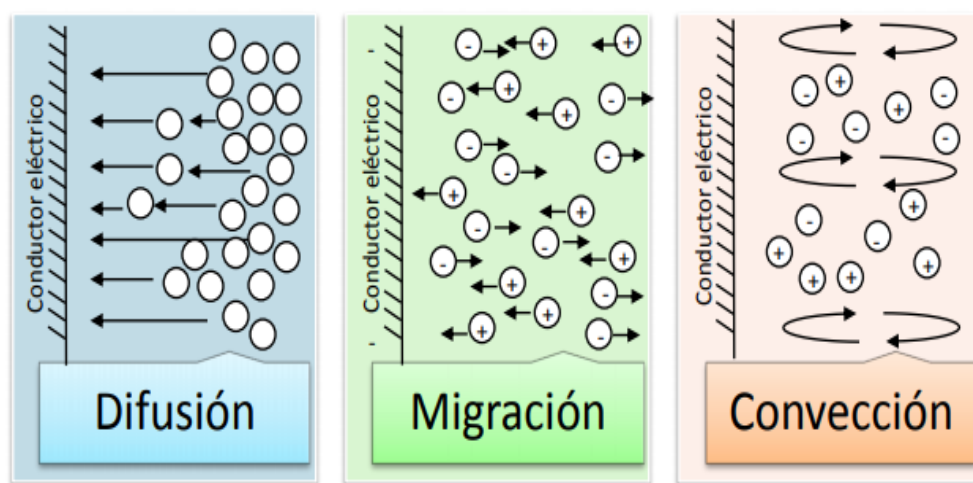 Conductor eléctrico
Difusión
Conductor eléctrico
Migración
Conductor eléctrico
Convección